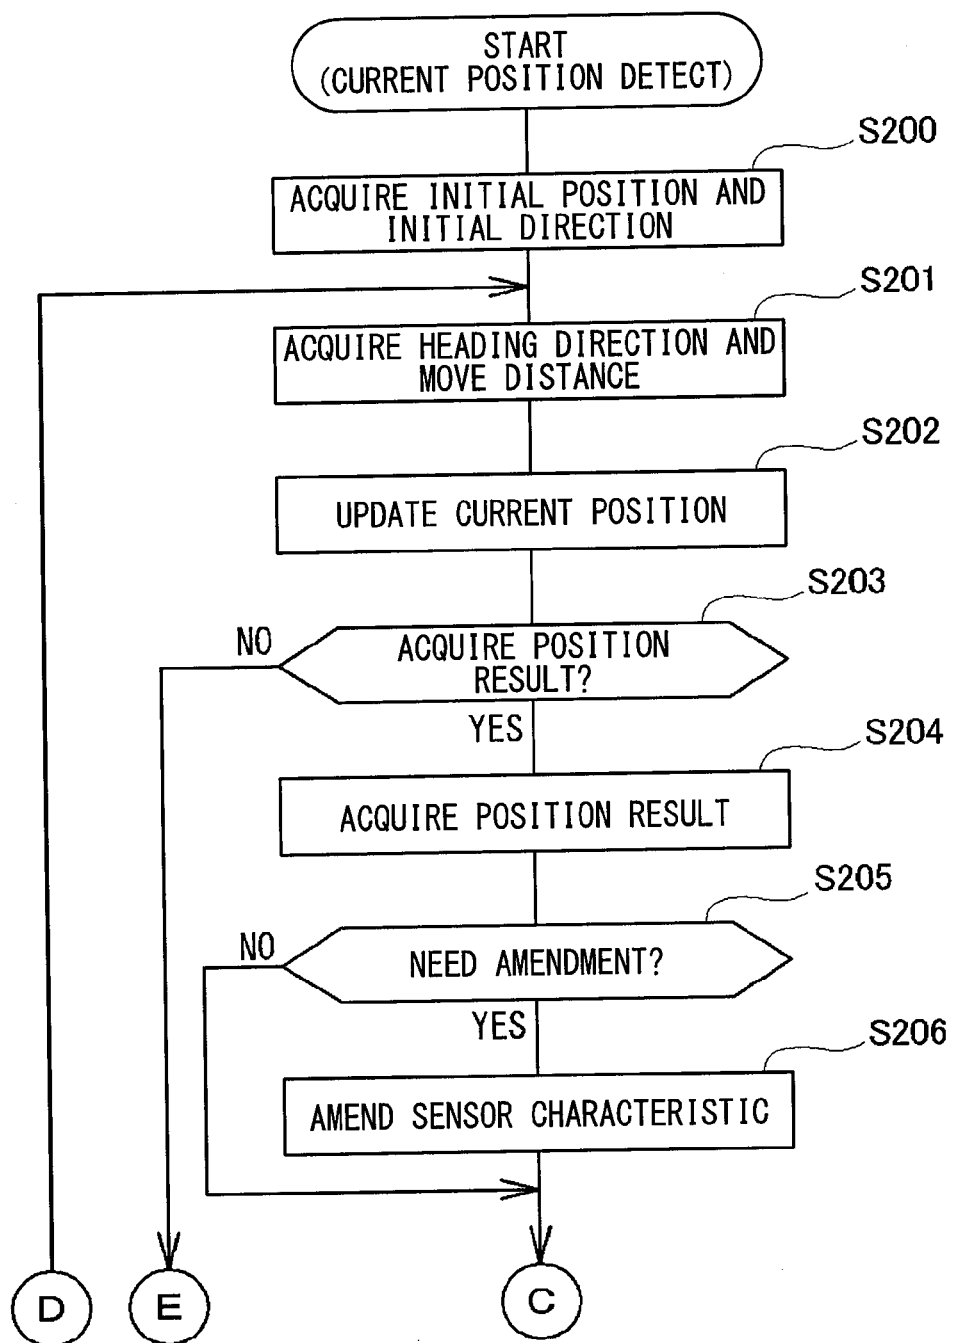 START
(CURRENT POSITION DETECT)
S200
ACQUIRE INITIAL POSITION AND
INITIAL DIRECTION
S201
ACQUIRE HEADING DIRECTION AND
MOVE DISTANCE
S202
UPDATE CURRENT POSITION
S203
NO
ACQUIRE POSITION
RESULT?
YES
S204
ACQUIRE POSITION RESULT
S205
NO
NEED AMENDMENT?
YES
S206
AMEND SENSOR CHARACTERISTIC
D
E
C